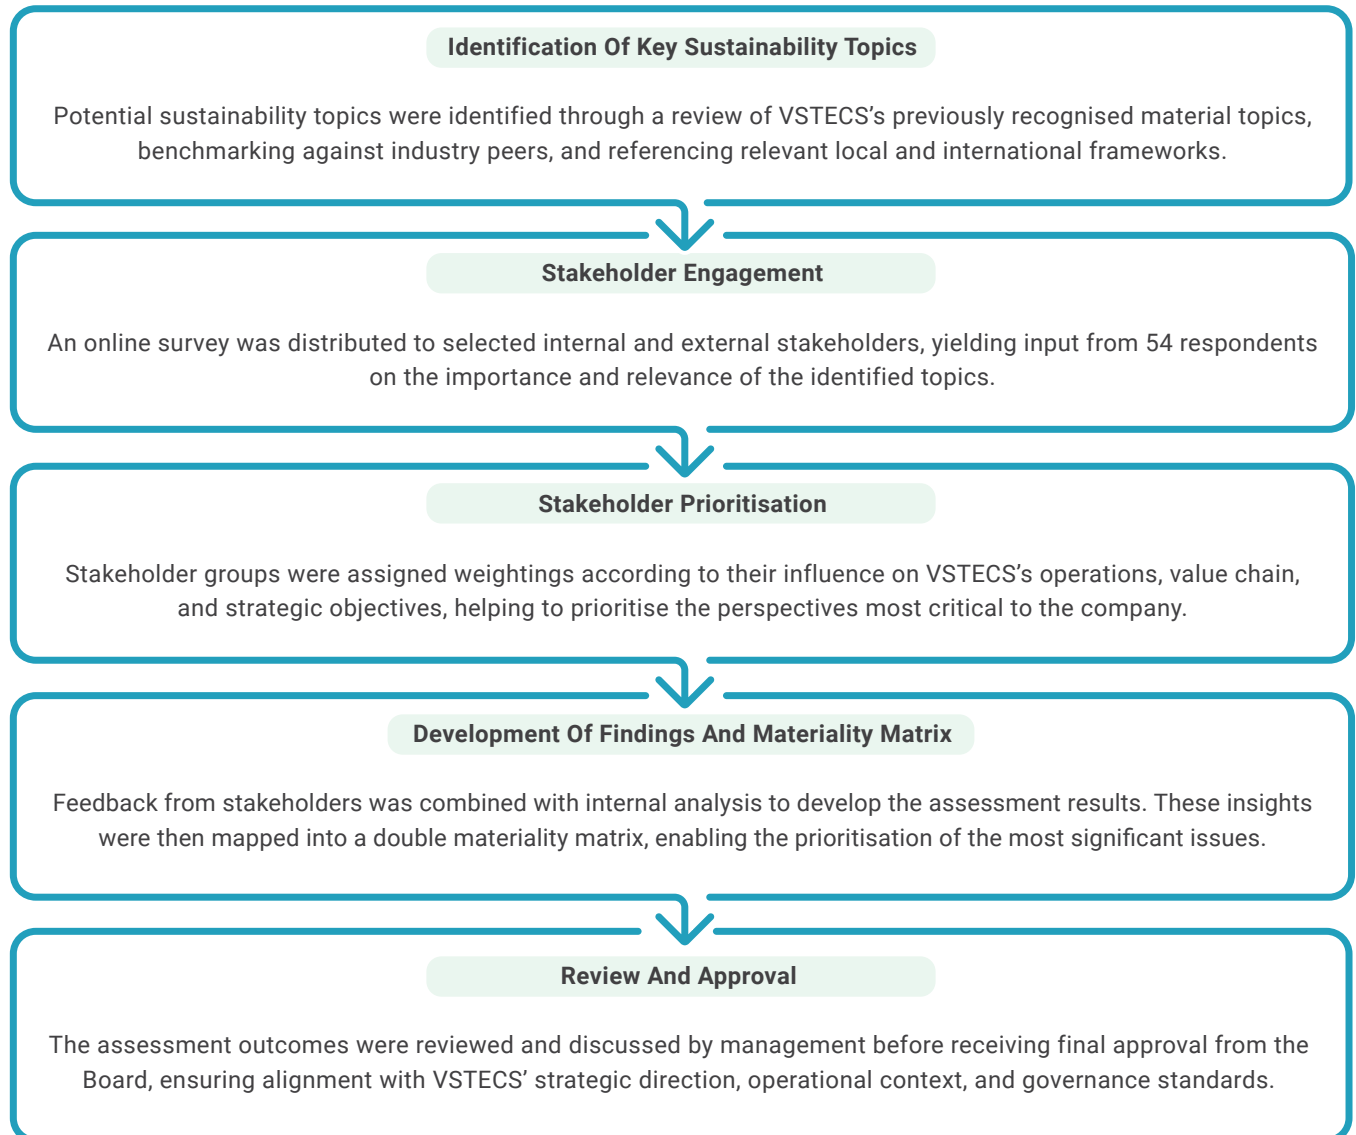 Identification Of Key Sustainability Topics
Potential sustainability topics were identified through a review of VSTECS’s previously recognised material topics,
benchmarking against industry peers, and referencing relevant local and international frameworks.
Stakeholder Engagement
An online survey was distributed to selected internal and external stakeholders, yielding input from 54 respondents
on the importance and relevance of the identified topics.
Stakeholder Prioritisation
Stakeholder groups were assigned weightings according to their influence on VSTECS’s operations, value chain,
and strategic objectives, helping to prioritise the perspectives most critical to the company.
Development Of Findings And Materiality Matrix
Feedback from stakeholders was combined with internal analysis to develop the assessment results. These insights
were then mapped into a double materiality matrix, enabling the prioritisation of the most significant issues.
Review And Approval
The assessment outcomes were reviewed and discussed by management before receiving final approval from the
Board, ensuring alignment with VSTECS’ strategic direction, operational context, and governance standards.